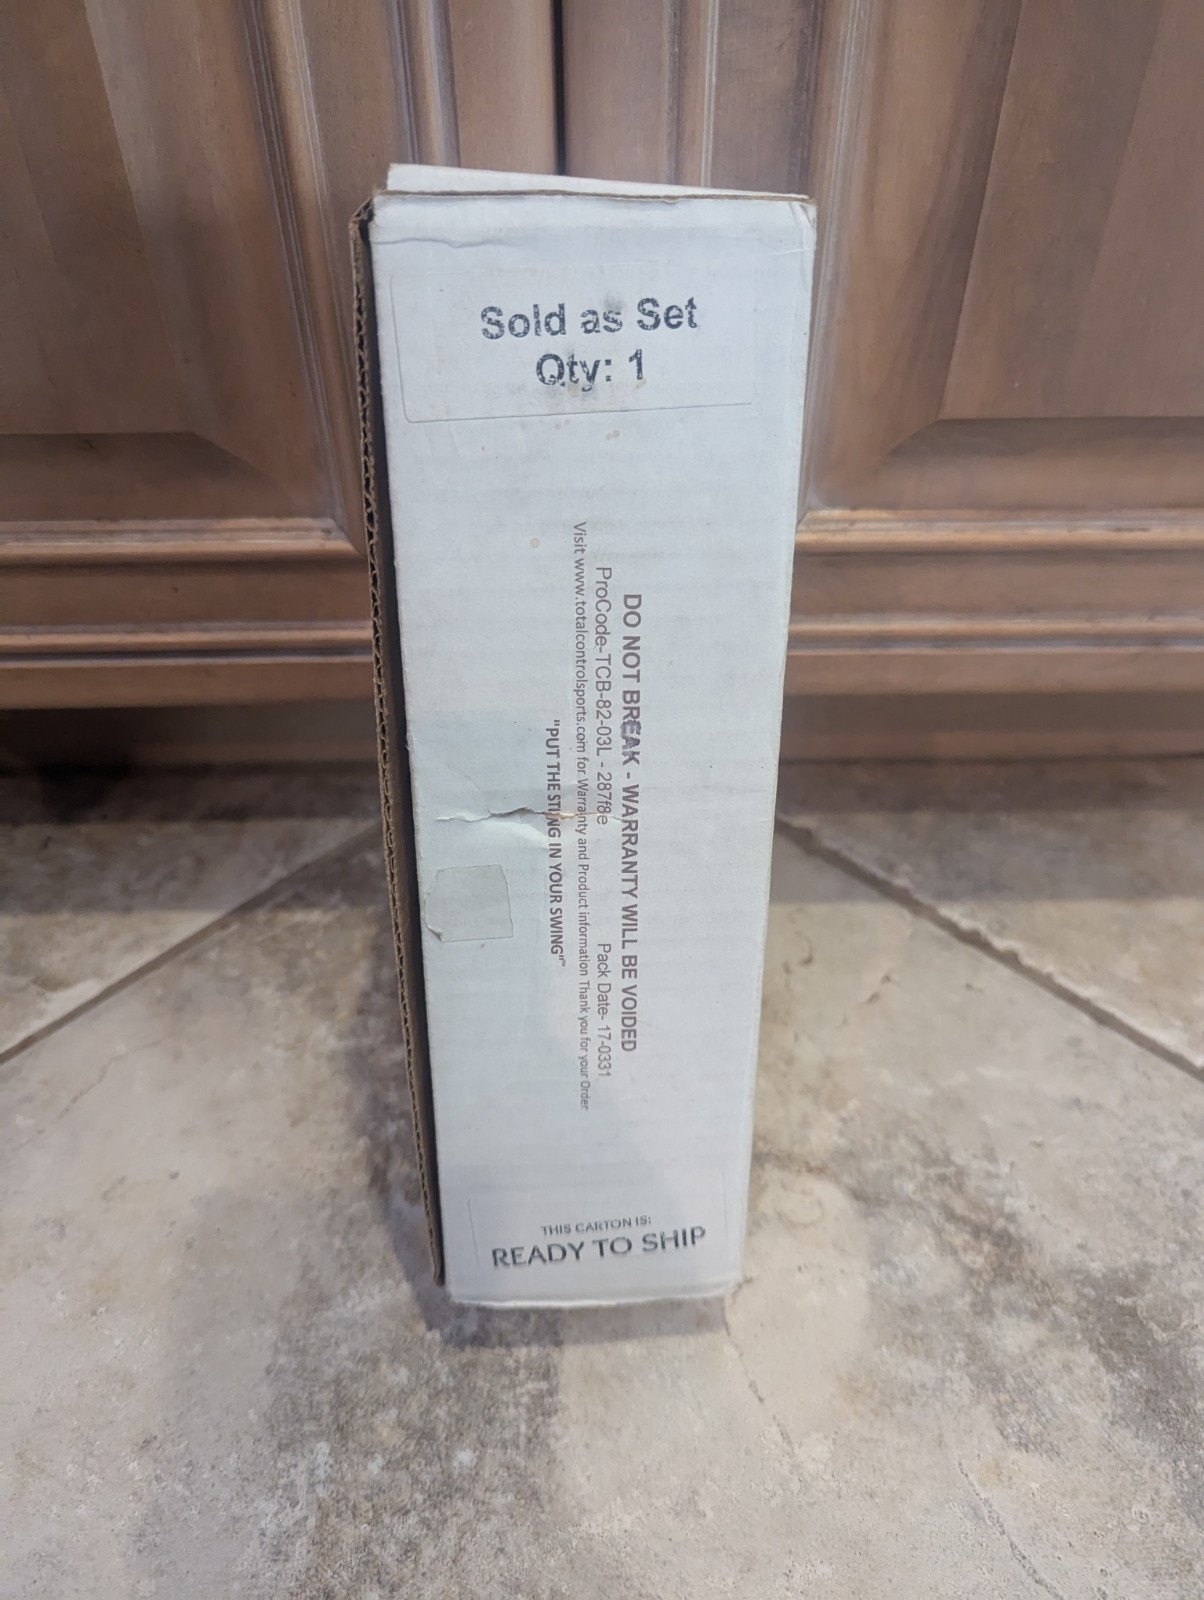 Sold as Set
Qty: 1
DO NOT BREAK - WARRANTY WILL BE VOIDED
ProCode-TCB-82-03L - 287f8e Pack Date- 17-0331
Visit www.totalcontrolsports.com for Warranty and Product information Thank you for your Order
"PUT THE STING IN YOUR SWING"™
THIS CARTON IS:
READY TO SHIP